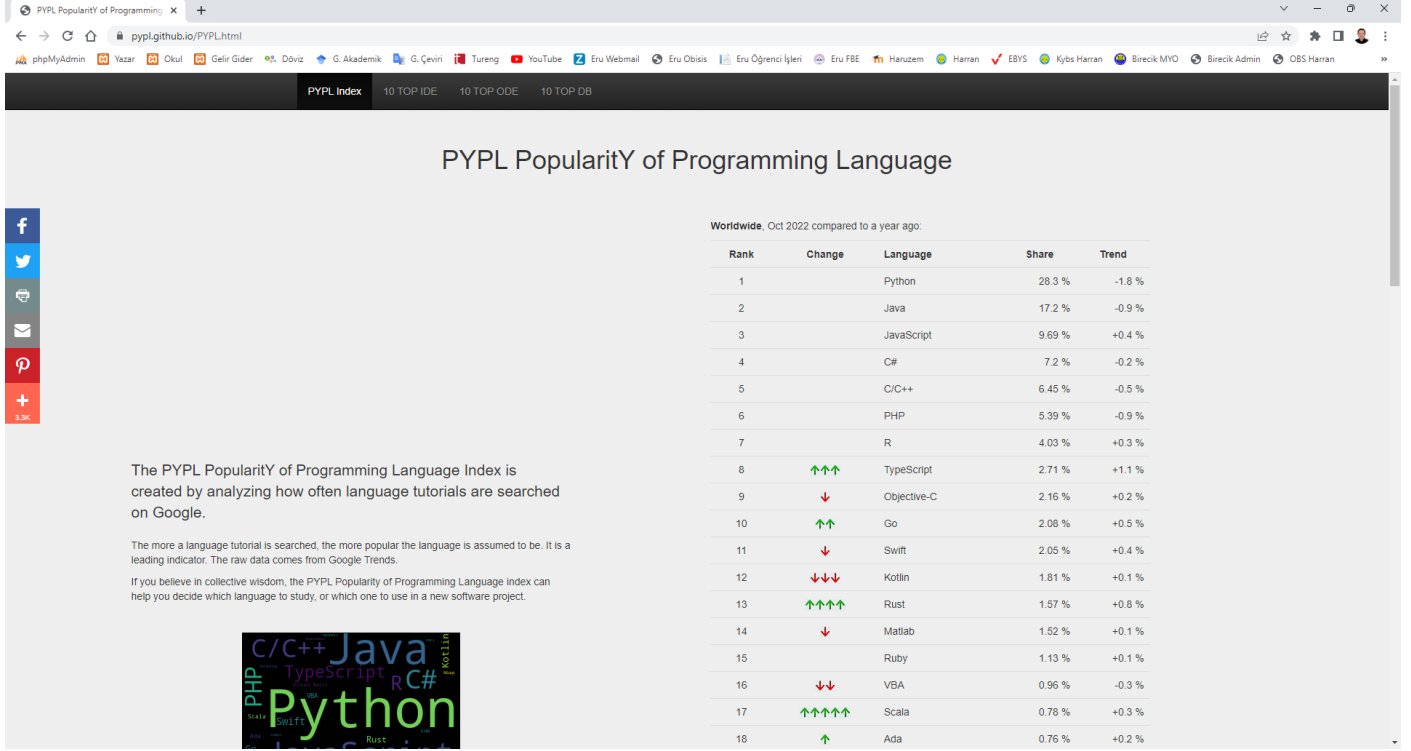 PYPL PopularitY of Programming
pypl.github.io/PYPL.html
phpMyAdmin Yazar Okul Gelir Gider Döviz G. Akademik G. Çeviri Tureng YouTube Eru Webmail Eru Obisis Eru Öğrenci İşleri Eru FBE Haruzem Harran EBYS Kybs Harran Birecik MYO Birecik Admin OBS Harran »
PYPL Index 10 TOP IDE 10 TOP ODE 10 TOP DB
PYPL PopularitY of Programming Language
Worldwide, Oct 2022 compared to a year ago:
Rank Change Language Share Trend
1 Python 28.3 % -1.8 %
2 Java 17.2 % -0.9 %
3 JavaScript 9.69 % +0.4 %
4 C# 7.2 % -0.2 %
5 C/C++ 6.45 % -0.5 %
6 PHP 5.39 % -0.9 %
7 R 4.03 % +0.3 %
8 ↑↑↑ TypeScript 2.71 % +1.1 %
9 ↓ Objective-C 2.16 % +0.2 %
10 ↑↑ Go 2.08 % +0.5 %
11 ↓ Swift 2.05 % +0.4 %
12 ↓↓↓ Kotlin 1.81 % +0.1 %
13 ↑↑↑↑ Rust 1.57 % +0.8 %
14 ↓ Matlab 1.52 % +0.1 %
15 Ruby 1.13 % +0.1 %
16 ↓↓ VBA 0.96 % -0.3 %
17 ↑↑↑↑↑ Scala 0.78 % +0.3 %
18 ↑ Ada 0.76 % +0.2 %
3.3K
The PYPL PopularitY of Programming Language Index is
created by analyzing how often language tutorials are searched
on Google.
The more a language tutorial is searched, the more popular the language is assumed to be. It is a
leading indicator. The raw data comes from Google Trends.
If you believe in collective wisdom, the PYPL Popularity of Programming Language index can
help you decide which language to study, or which one to use in a new software project.
C/C++ Java Kotlin
TypeScript R C#
PHP VBA
Python
Scala Swift
Ada Rust
Go JavaScript